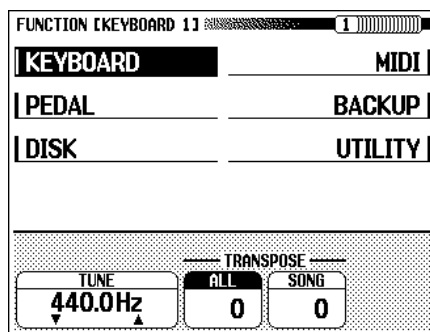 FUNCTION [KEYBOARD 1] 1
KEYBOARD MIDI
PEDAL BACKUP
DISK UTILITY
TRANSPOSE
TUNE ALL SONG
440.0Hz 0 0